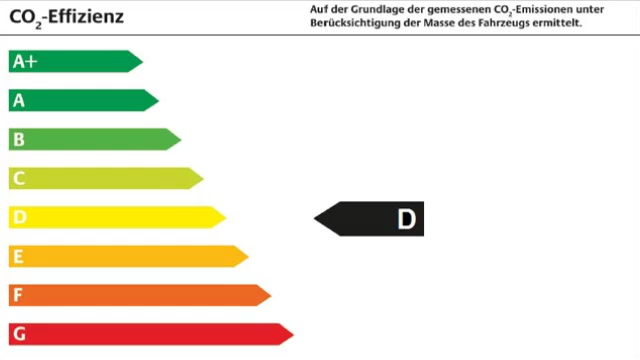 CO₂-Effizienz
Auf der Grundlage der gemessenen CO₂-Emissionen unter
Berücksichtigung der Masse des Fahrzeugs ermittelt.
A+
A
B
C
D
D
E
F
G